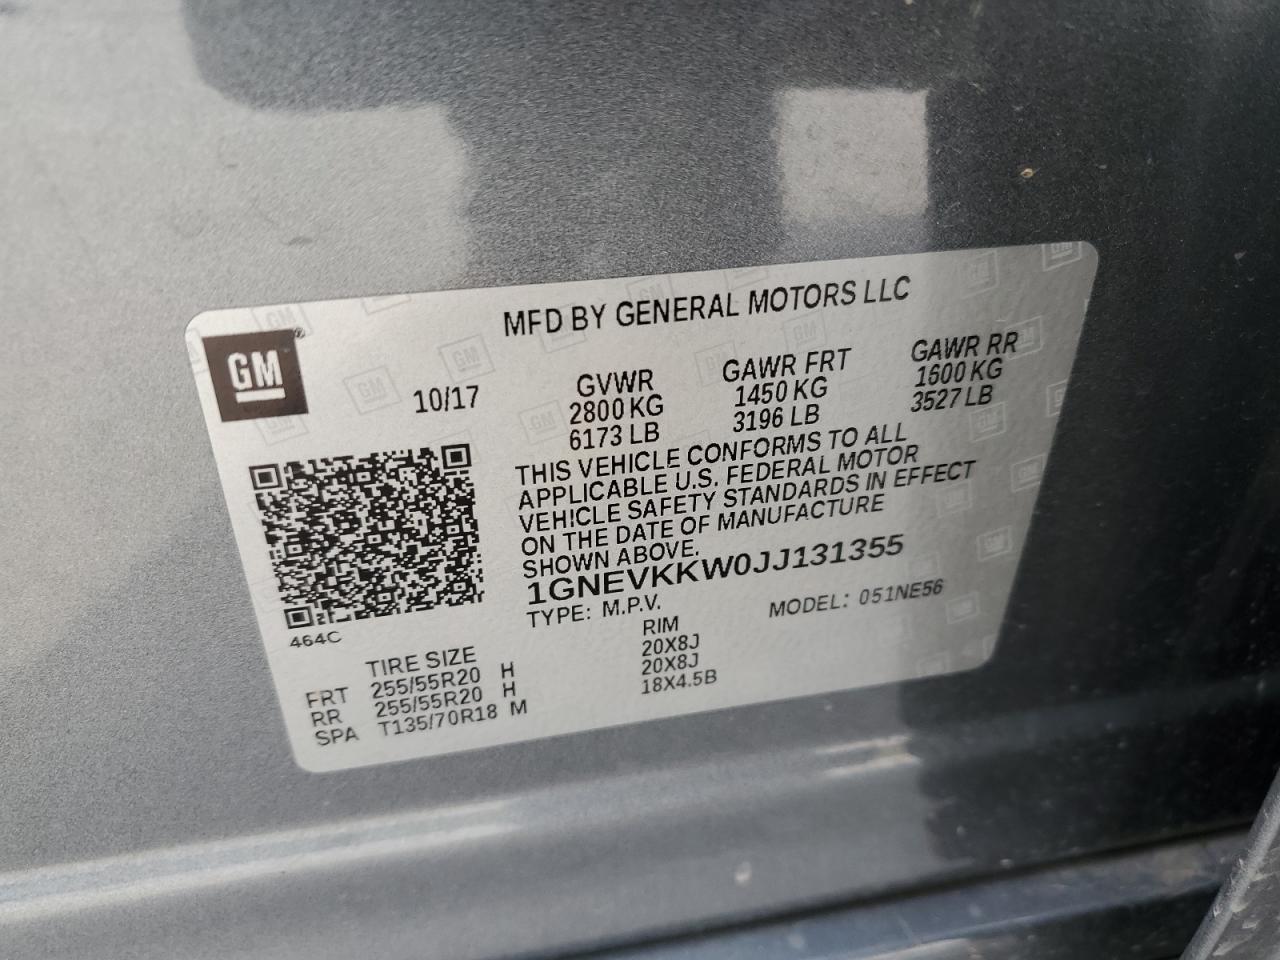 MFD BY GENERAL MOTORS LLC
GM
10/17
GVWR
2800 KG
6173 LB
GAWR FRT
1450 KG
3196 LB
GAWR RR
1600 KG
3527 LB
THIS VEHICLE CONFORMS TO ALL
APPLICABLE U.S. FEDERAL MOTOR
VEHICLE SAFETY STANDARDS IN EFFECT
ON THE DATE OF MANUFACTURE
SHOWN ABOVE.
1GNEVKKW0JJ131355
TYPE: M.P.V. MODEL: 051NE56
464C
TIRE SIZE RIM
FRT 255/55R20 H 20X8J
RR 255/55R20 H 20X8J
SPA T135/70R18 M 18X4.5B